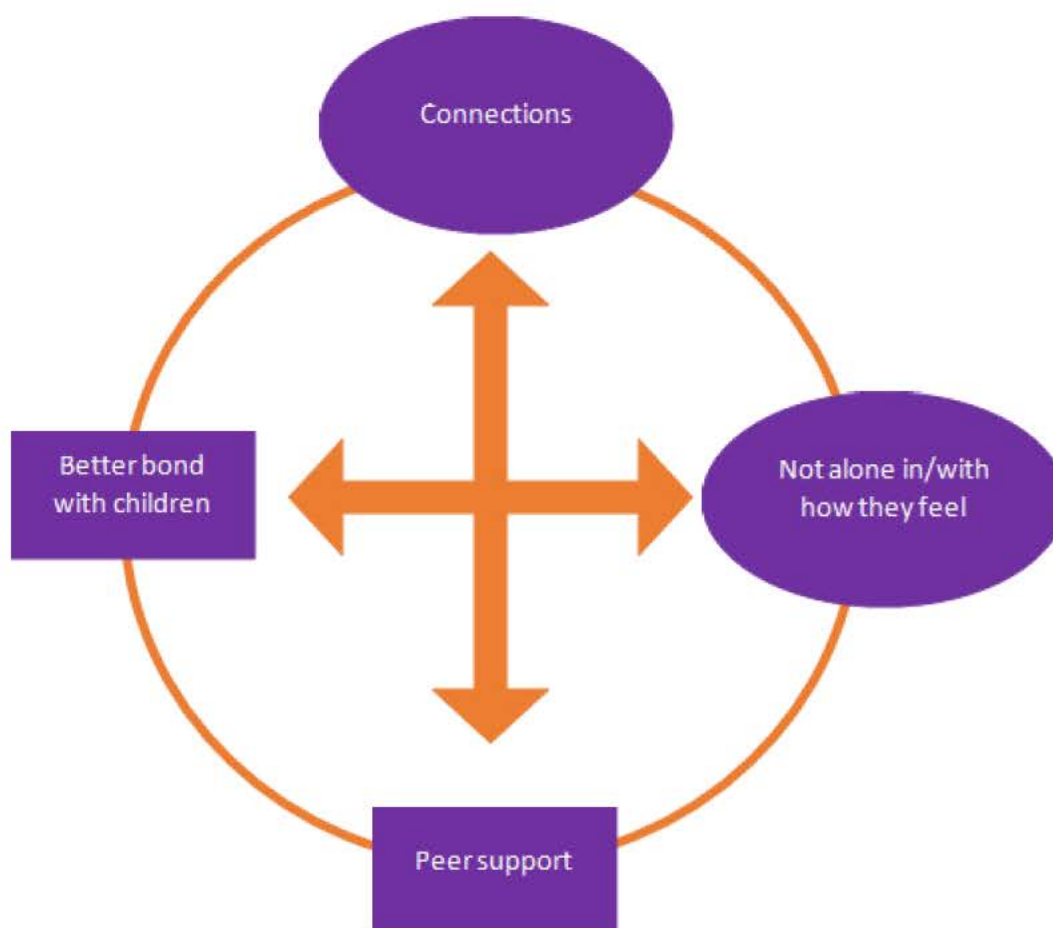 Connections
Better bond
with children
Not alone in/with
how they feel
Peer support